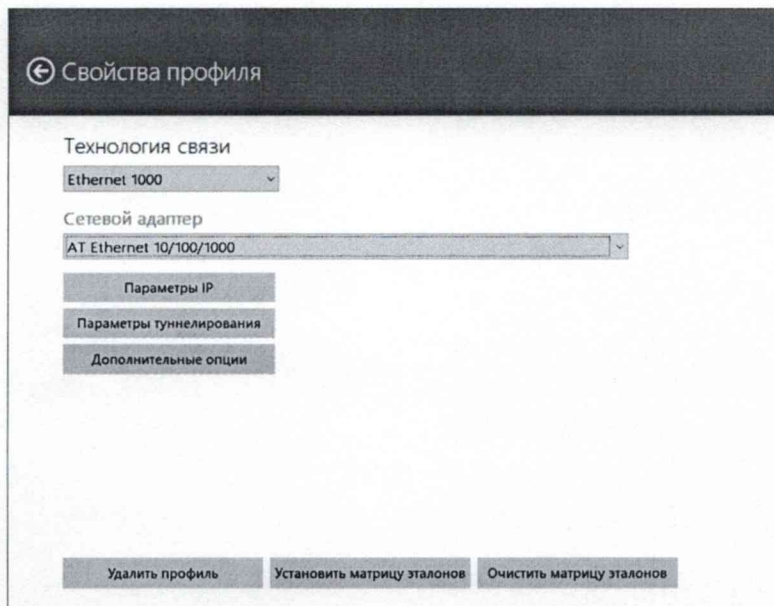 Свойства профиля
Технология связи
Ethernet 1000
Сетевой адаптер
AT Ethernet 10/100/1000
Параметры IP
Параметры туннелирования
Дополнительные опции
Удалить профиль Установить матрицу эталонов Очистить матрицу эталонов